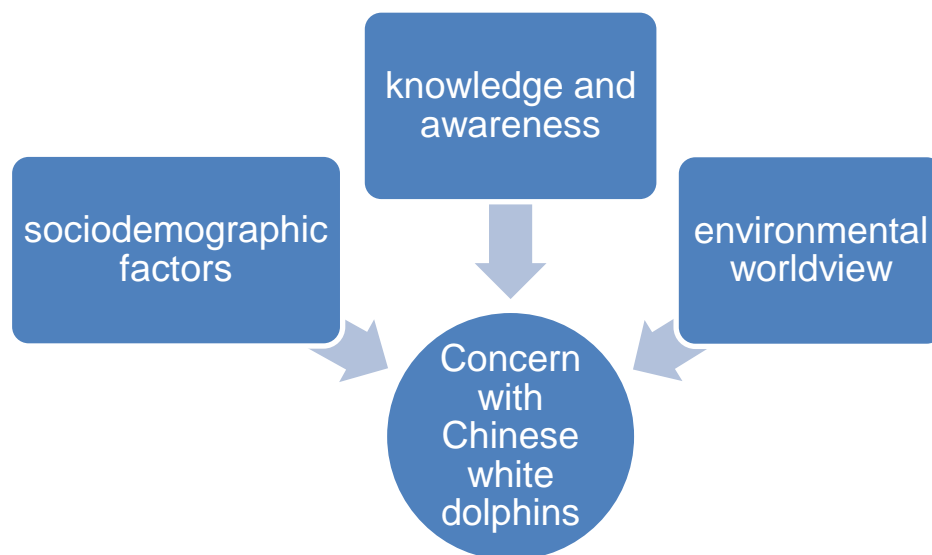 knowledge and
awareness
sociodemographic
factors
environmental
worldview
Concern
with
Chinese
white
dolphins